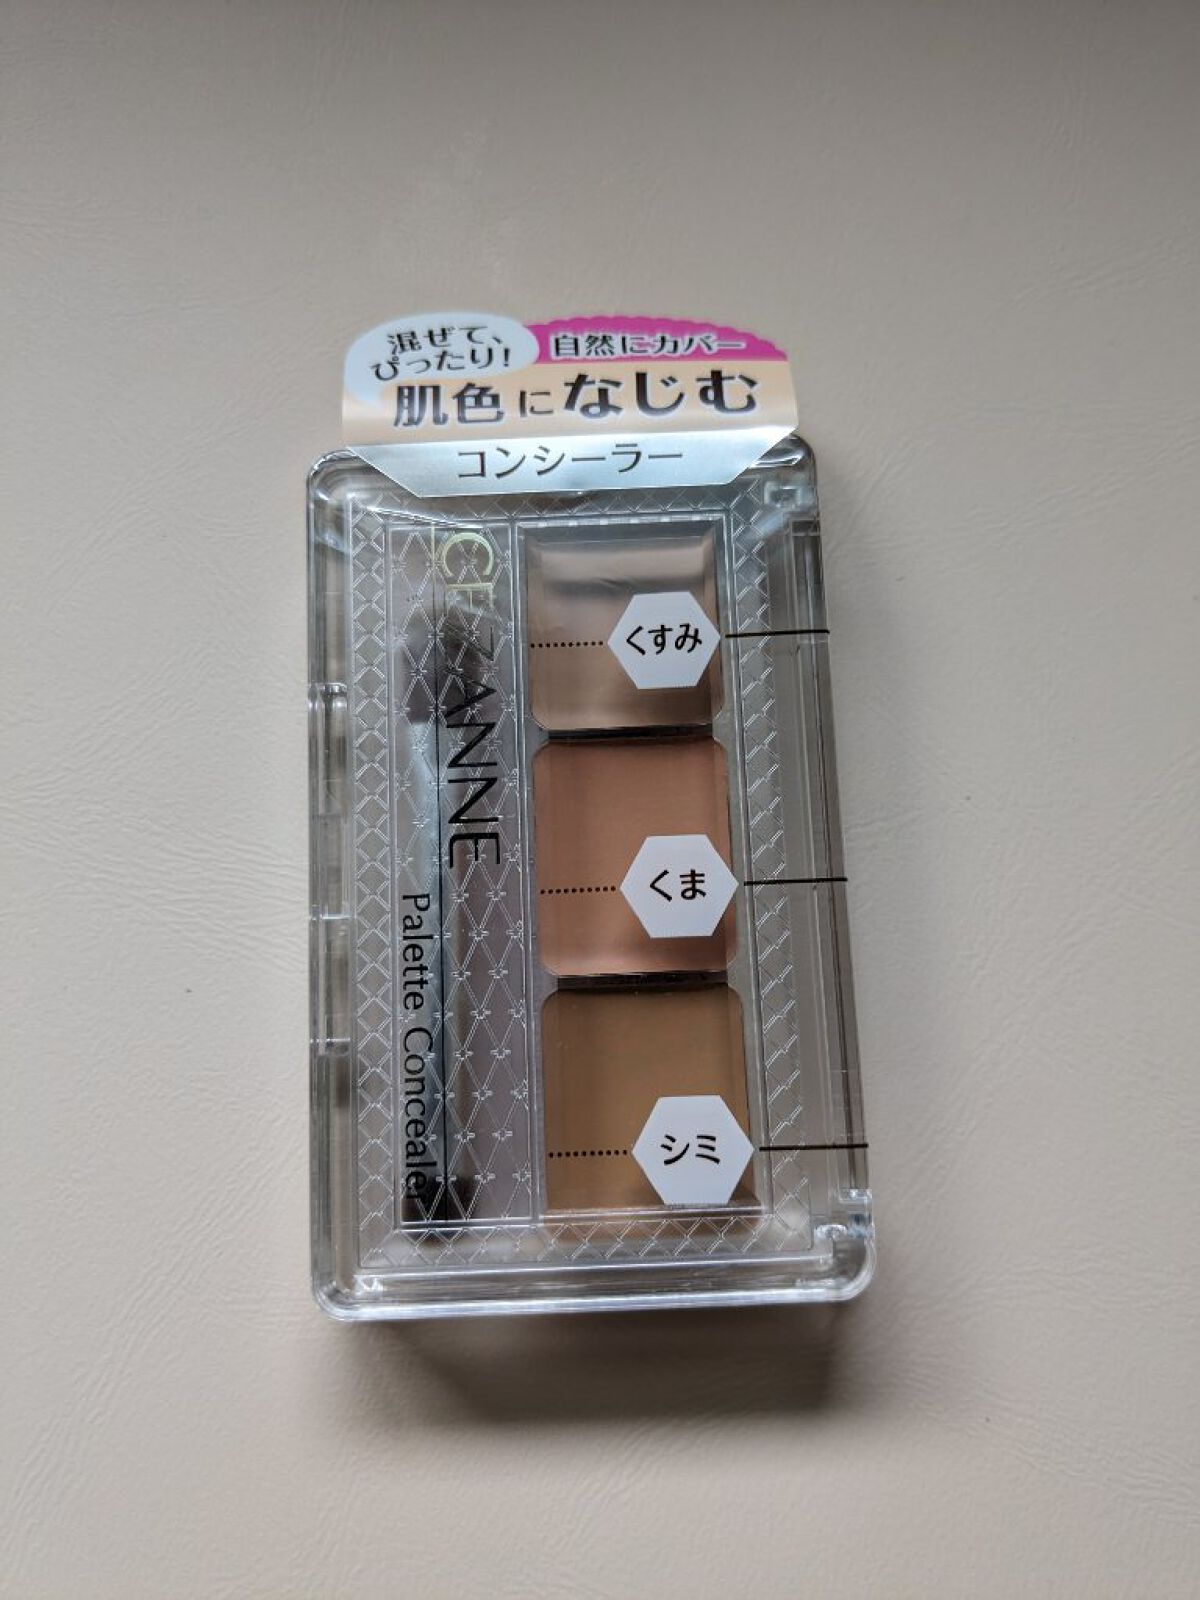 混ぜて、
ぴったり!
自然にカバー
肌色になじむ
コンシーラー
CEZANNE
Palette Concealer
くすみ
くま
シミ